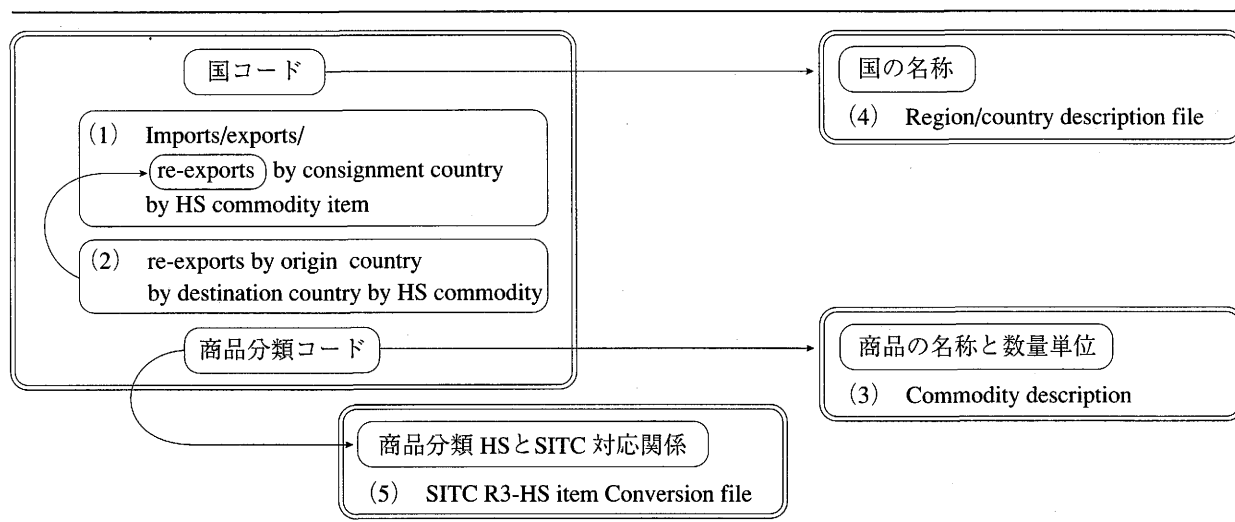 国コード
(1) Imports/exports/
re-exports by consignment country
by HS commodity item
(2) re-exports by origin country
by destination country by HS commodity
商品分類コード
国の名称
(4) Region/country description file
商品の名称と数量単位
(3) Commodity description
商品分類 HSとSITC 対応関係
(5) SITC R3-HS item Conversion file